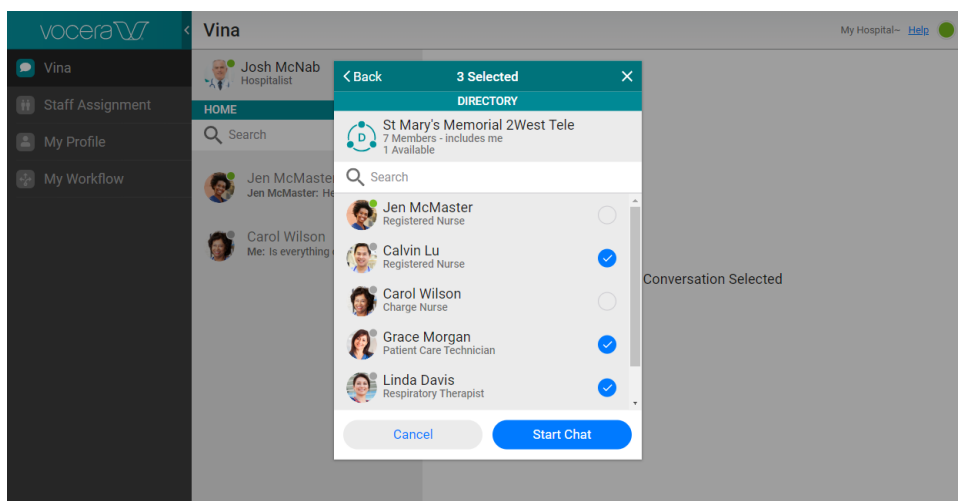 vocera
Vina
My Hospital– Help
Vina
Staff Assignment
My Profile
My Workflow
Josh McNab
Hospitalist
HOME
Search
Jen McMaster
Jen McMaster: He
Carol Wilson
Me: Is everything
Back
3 Selected
DIRECTORY
D
St Mary's Memorial 2West Tele
7 Members - includes me
1 Available
Search
Jen McMaster
Registered Nurse
Calvin Lu
Registered Nurse
Carol Wilson
Charge Nurse
Grace Morgan
Patient Care Technician
Linda Davis
Respiratory Therapist
Cancel
Start Chat
Conversation Selected